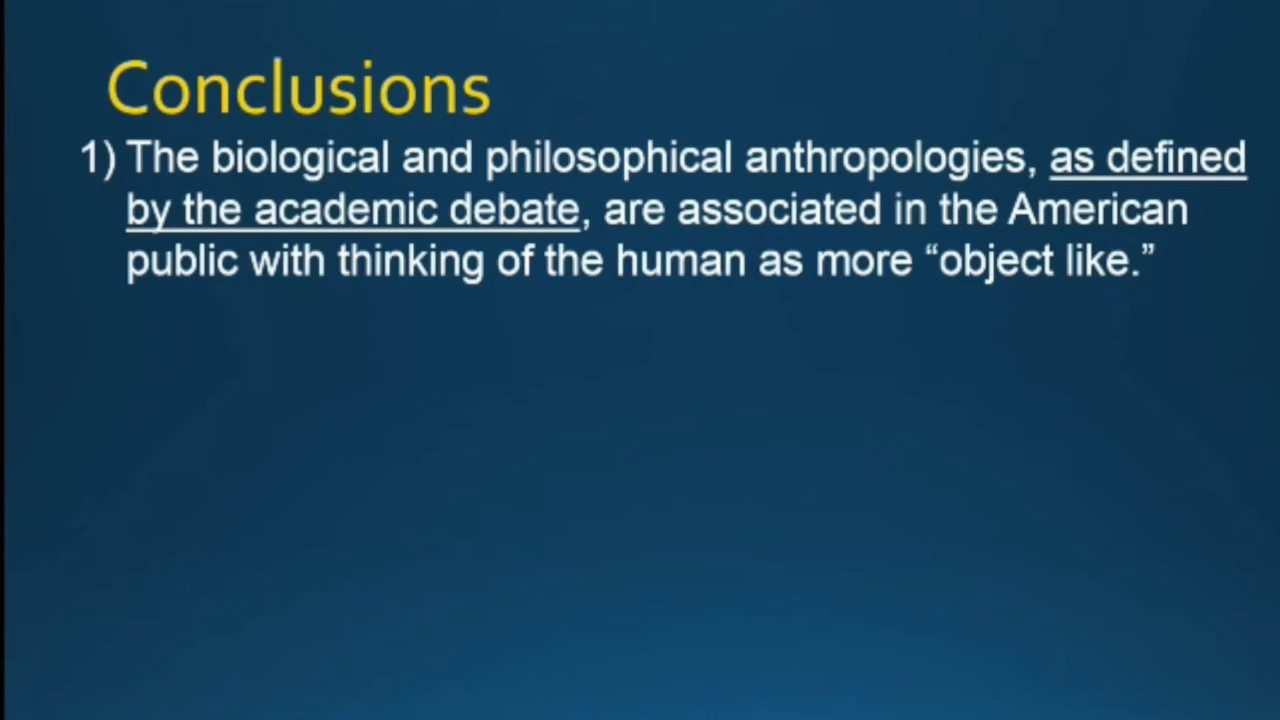 Conclusions
1) The biological and philosophical anthropologies, as defined
by the academic debate, are associated in the American
public with thinking of the human as more “object like.”